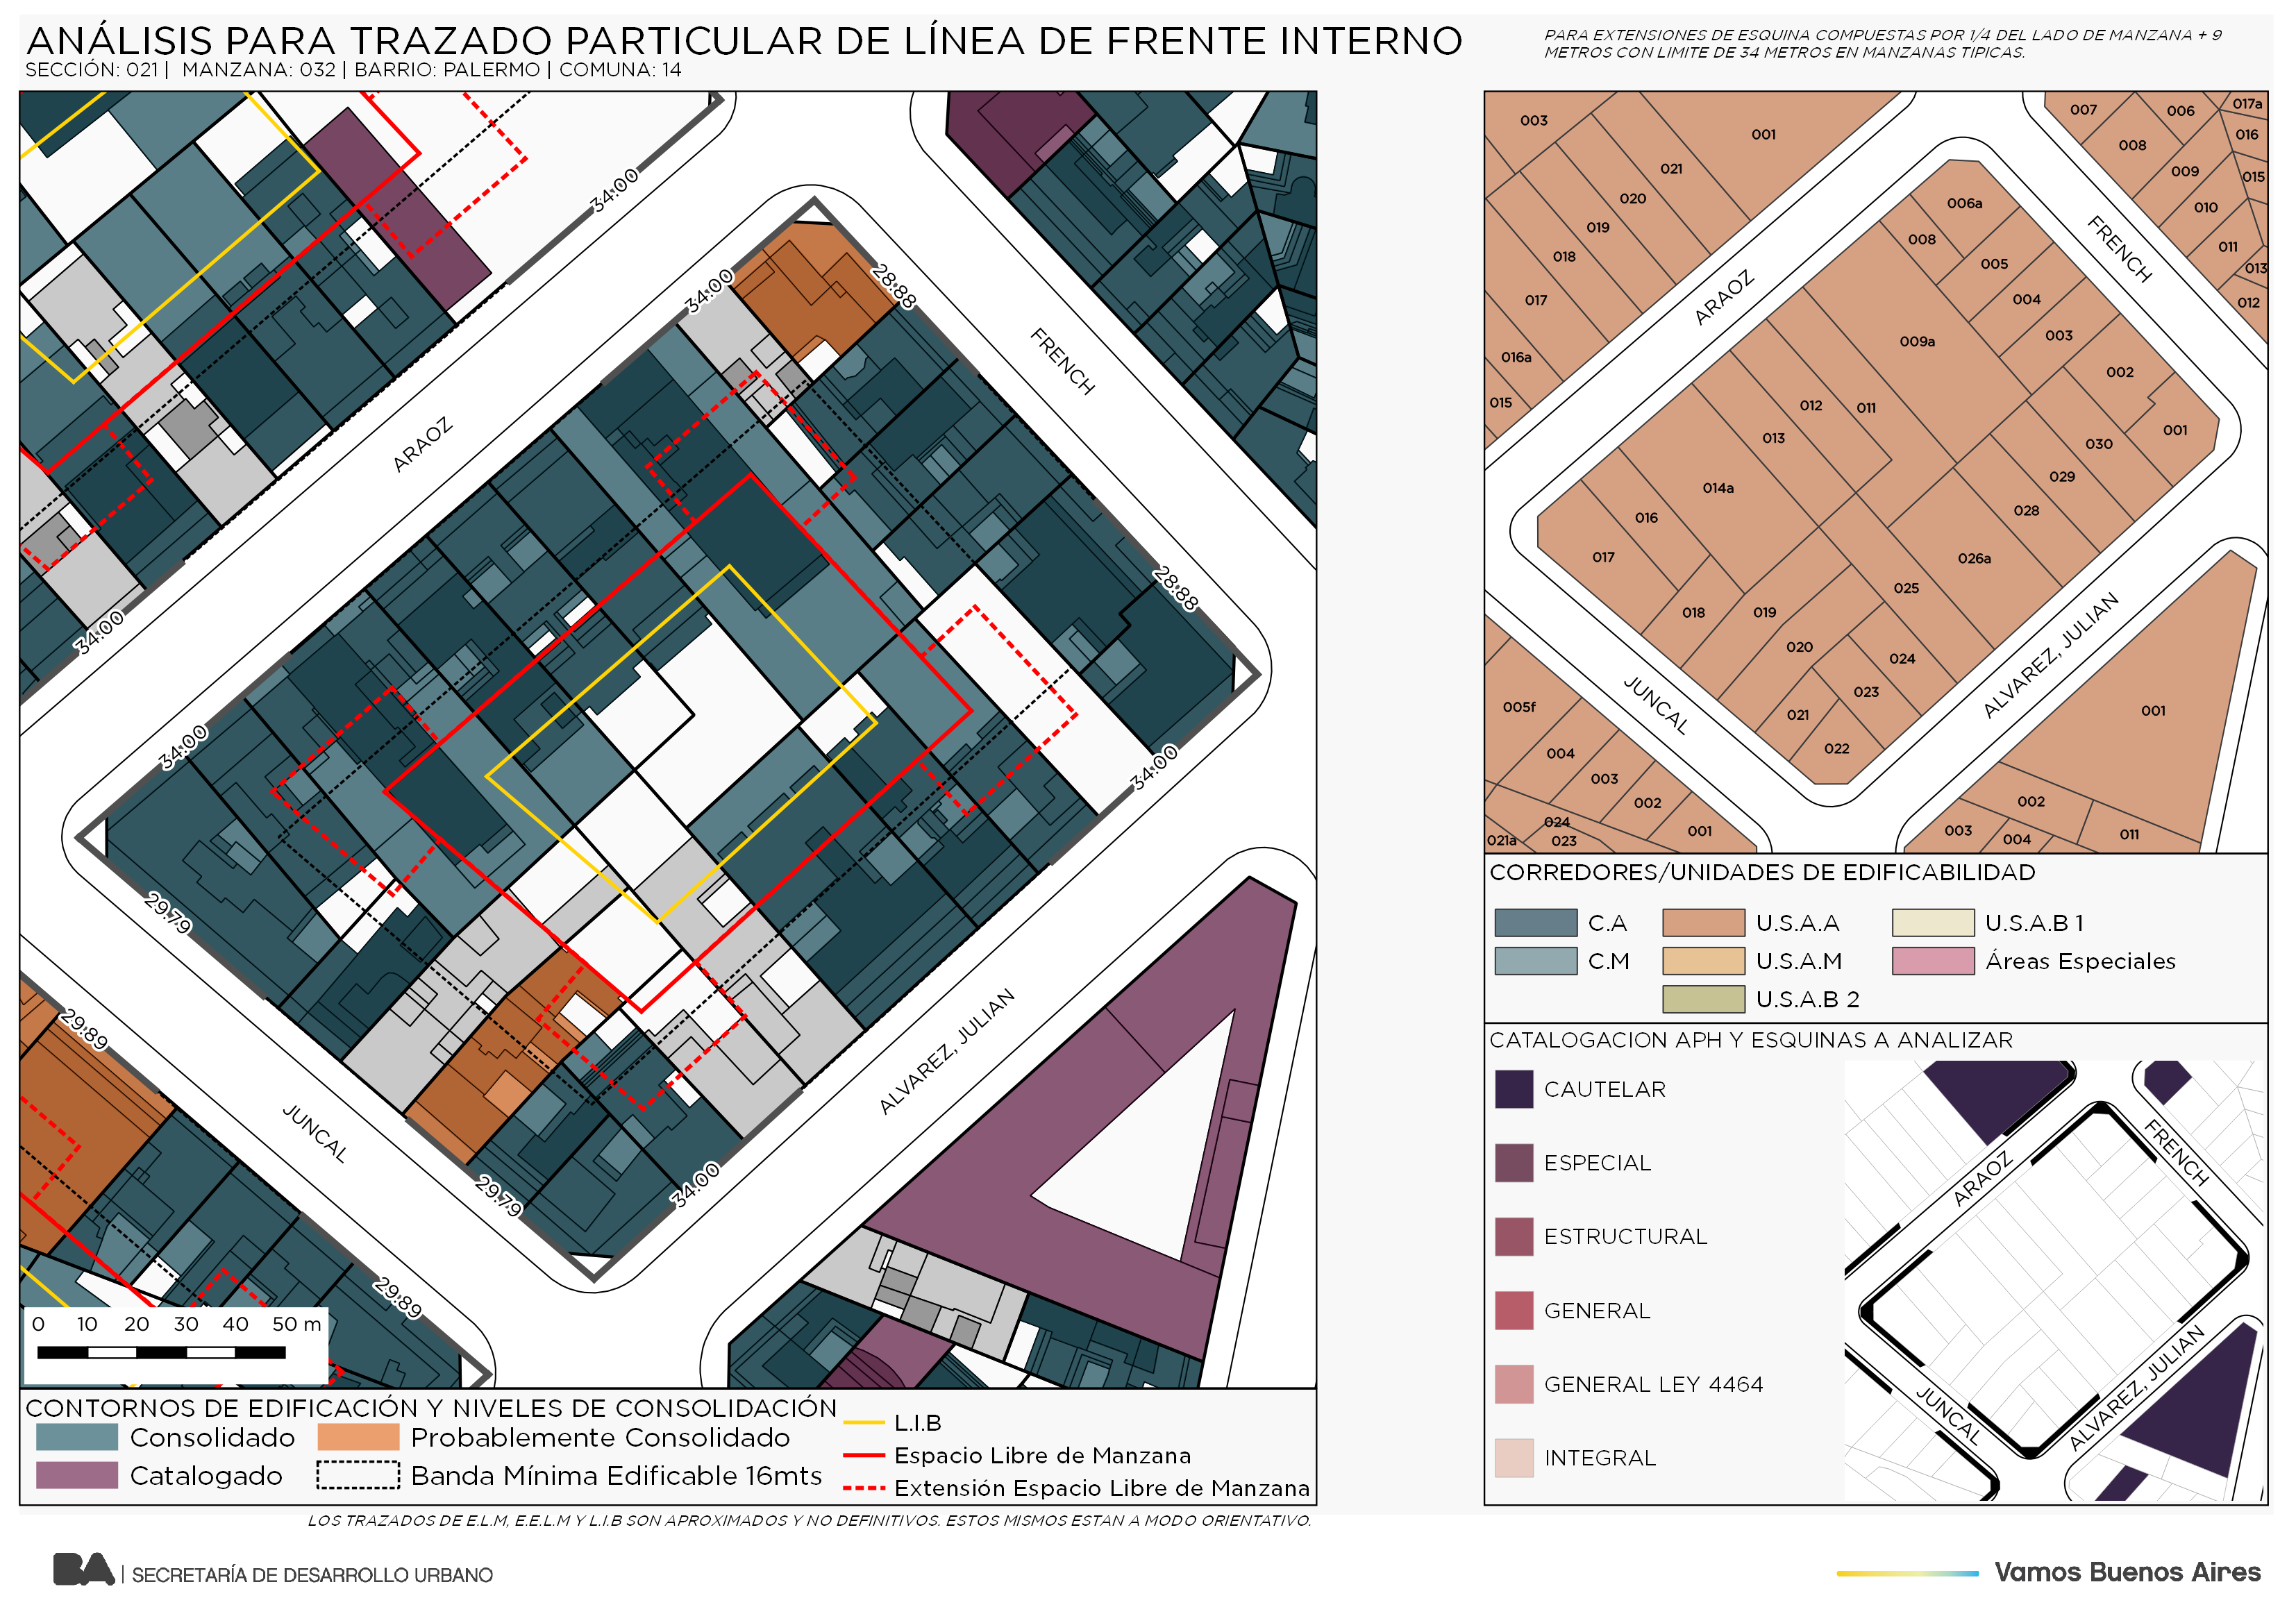 ANÁLISIS PARA TRAZADO PARTICULAR DE LÍNEA DE FRENTE INTERNO
SECCIÓN: 021 | MANZANA: 032 | BARRIO: PALERMO | COMUNA: 14
PARA EXTENSIONES DE ESQUINA COMPUESTAS POR 1/4 DEL LADO DE MANZANA + 9
METROS CON LIMITE DE 34 METROS EN MANZANAS TIPICAS.
34:00
34:00
28:88
FRENCH
ARAOZ
28:88
34:00
34:00
34:00
29.79
29.89
JUNCAL
ALVAREZ, JULIAN
29.79
34:00
29.89
0 10 20 30 40 50 m
CONTORNOS DE EDIFICACIÓN Y NIVELES DE CONSOLIDACIÓN
Consolidado
Probablemente Consolidado
Catalogado
Banda Mínima Edificable 16mts
L.I.B
Espacio Libre de Manzana
Extensión Espacio Libre de Manzana
LOS TRAZADOS DE E.L.M, E.E.L.M Y L.I.B SON APROXIMADOS Y NO DEFINITIVOS. ESTOS MISMOS ESTAN A MODO ORIENTATIVO.
003
001
021
020
019
018
017
016a
015
007
006
017a
016
008
009
015
010
011
013
012
FRENCH
ARAOZ
006a
008
005
004
003
009a
002
001
012
011
013
030
029
014a
028
016
017
026a
025
018
019
020
024
023
021
022
JUNCAL
ALVAREZ, JULIAN
005f
004
003
002
001
024
023
021a
001
002
003
004
011
CORREDORES/UNIDADES DE EDIFICABILIDAD
C.A
U.S.A.A
U.S.A.B 1
C.M
U.S.A.M
Áreas Especiales
U.S.A.B 2
CATALOGACION APH Y ESQUINAS A ANALIZAR
CAUTELAR
ESPECIAL
ESTRUCTURAL
GENERAL
GENERAL LEY 4464
INTEGRAL
FRENCH
ARAOZ
JUNCAL
ALVAREZ, JULIAN
BA | SECRETARÍA DE DESARROLLO URBANO
Vamos Buenos Aires